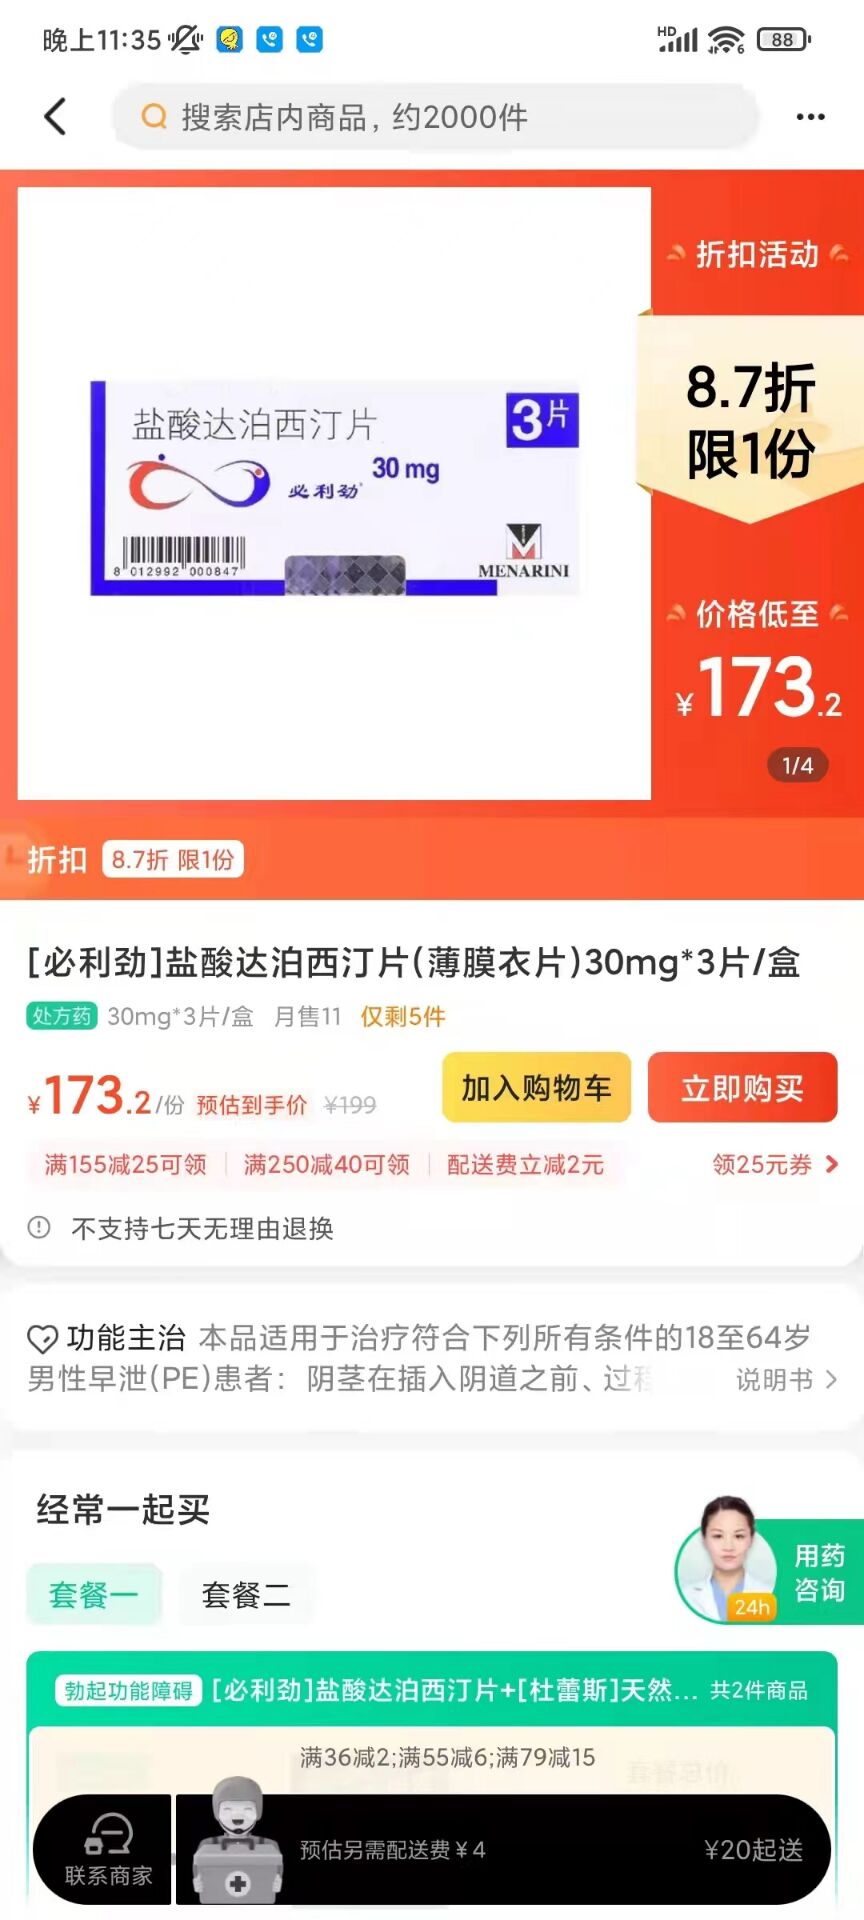 晚上11:35
HD
6
88
搜索店内商品，约2000件
折扣活动
8.7折
限1份
盐酸达泊西汀片
3片
30 mg
必利劲
8 012992 000847
MENARINI
价格低至
¥173.2
1/4
折扣 8.7折 限1份
[必利劲]盐酸达泊西汀片(薄膜衣片)30mg*3片/盒
处方药 30mg*3片/盒 月售11 仅剩5件
¥173.2/份 预估到手价 ¥199
加入购物车 立即购买
满155减25可领 满250减40可领 配送费立减2元 领25元券
不支持七天无理由退换
功能主治 本品适用于治疗符合下列所有条件的18至64岁
男性早泄(PE)患者：阴茎在插入阴道之前、过程 说明书
经常一起买
用药
咨询
24h
套餐一 套餐二
勃起功能障碍 [必利劲]盐酸达泊西汀片+[杜蕾斯]天然... 共2件商品
满36减2;满55减6;满79减15
套餐总价
联系商家
预估另需配送费¥4
¥20起送